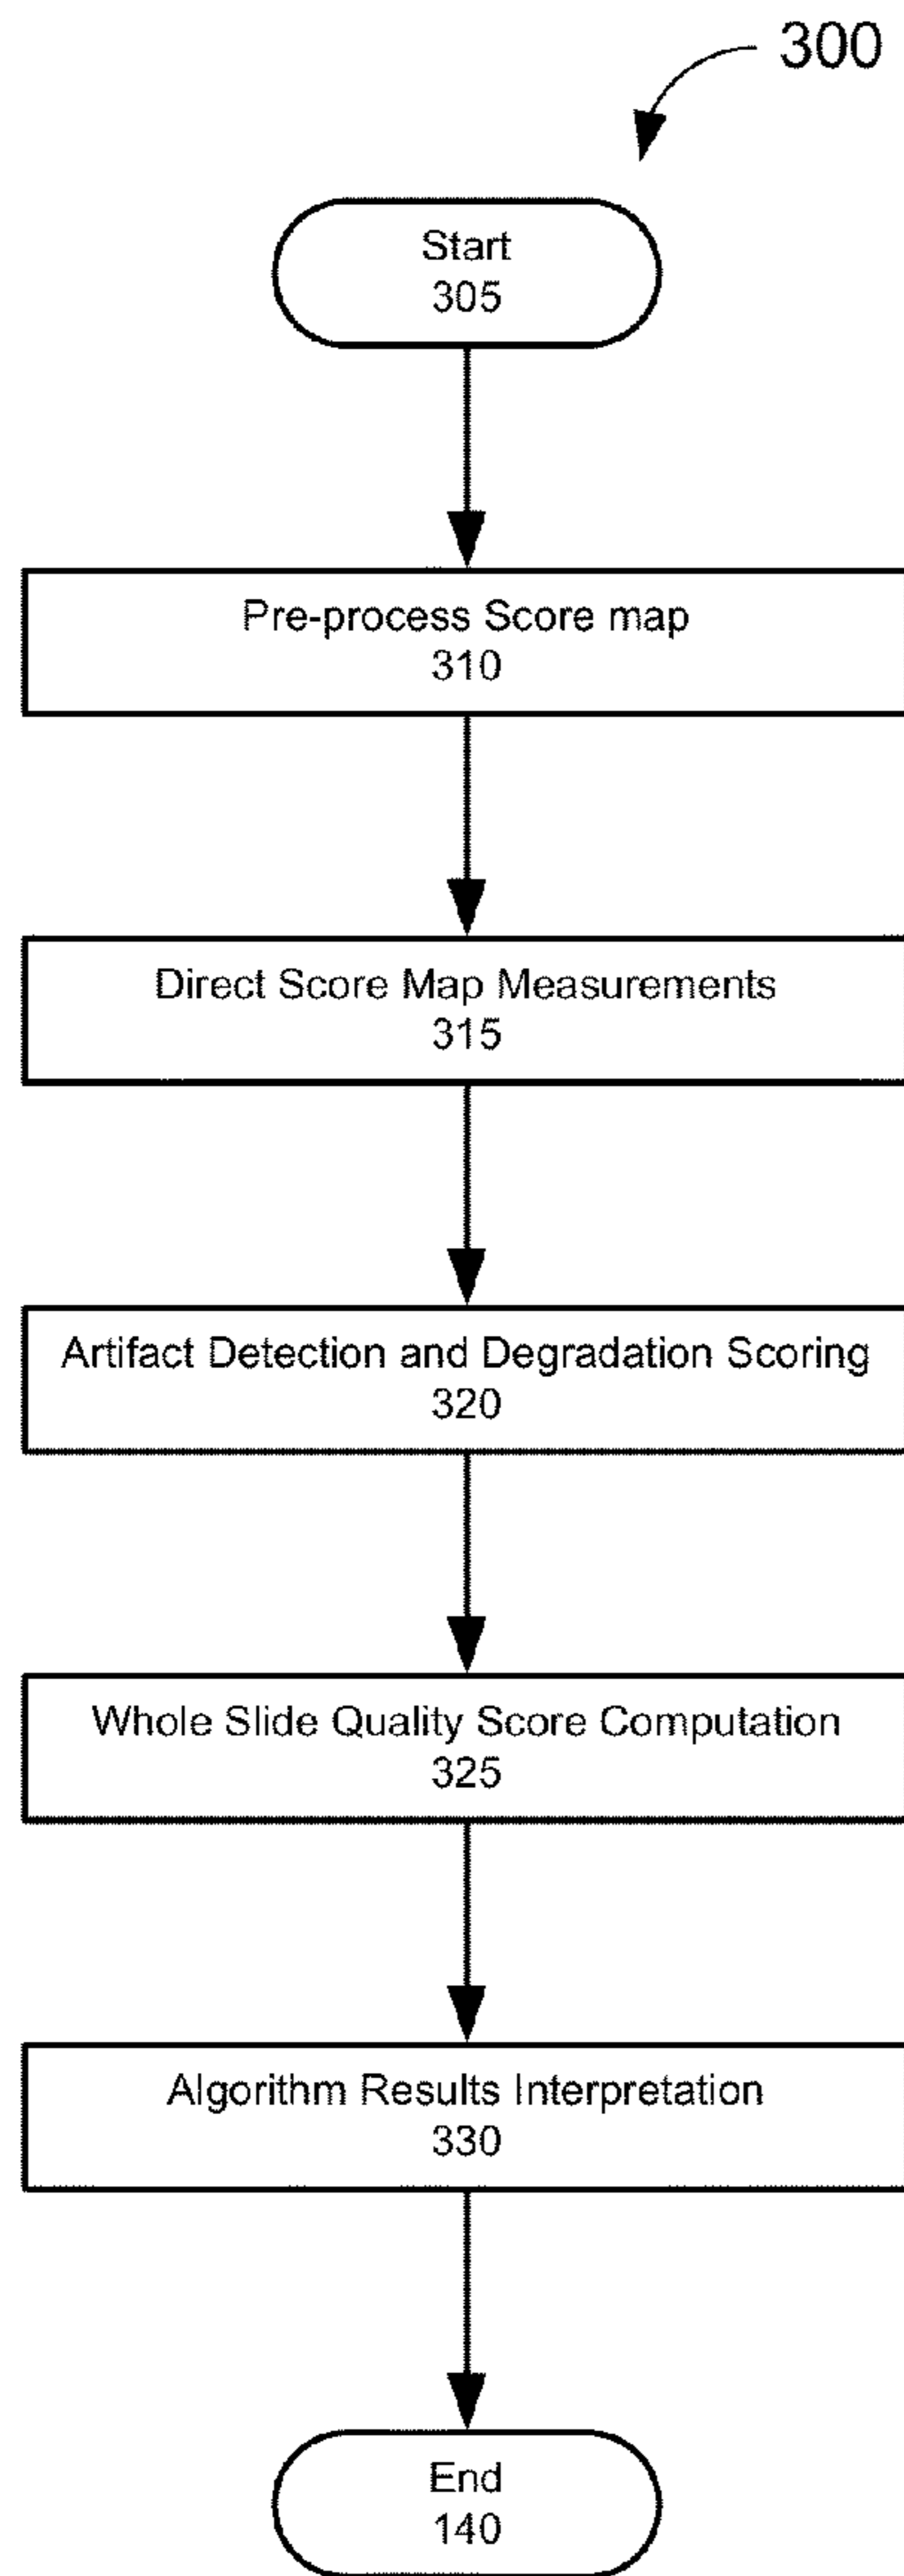 300
Start
305
Pre-process Score map
310
Direct Score Map Measurements
315
Artifact Detection and Degradation Scoring
320
Whole Slide Quality Score Computation
325
Algorithm Results Interpretation
330
End
140